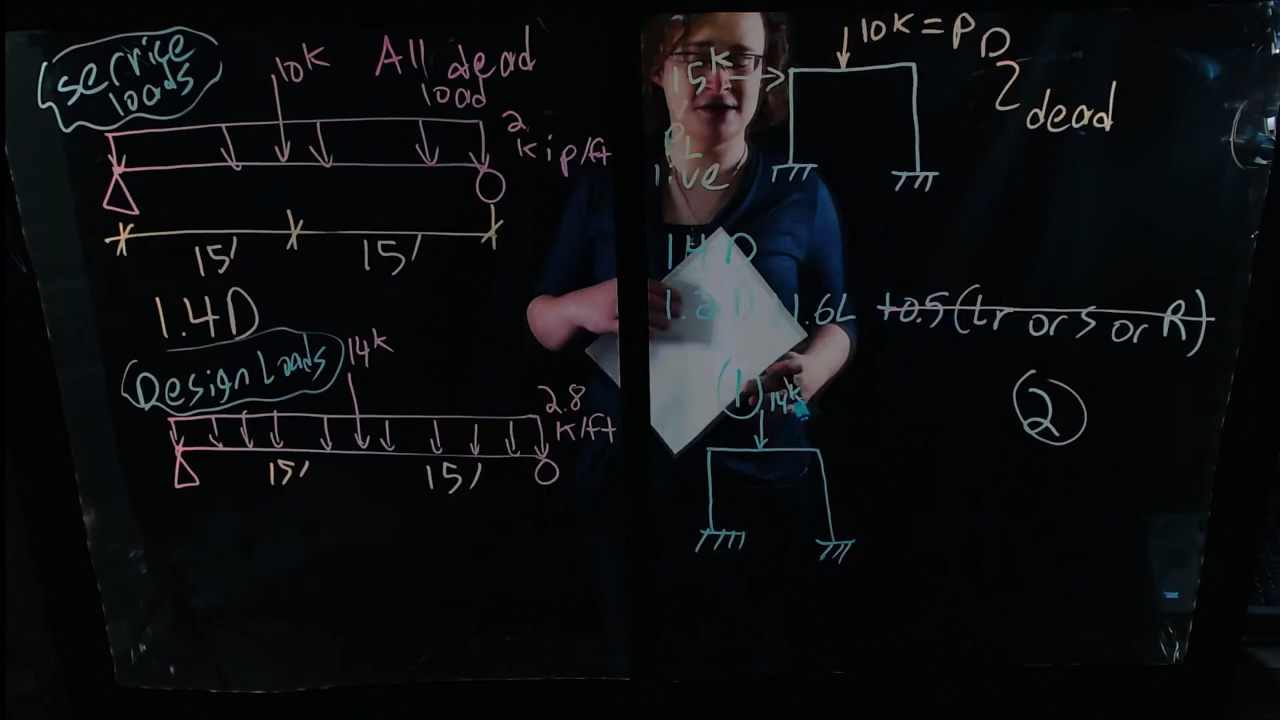 service
loads
10K
All dead
load
2
kip/ft
15'
15'
1.4D
Design Loads
14K
2.8
K/ft
15'
15'
10K = PD
dead
15K
PL
live
1.4D
1.2D 1.6L +0.5(Lr or S or R)
1
14K
2